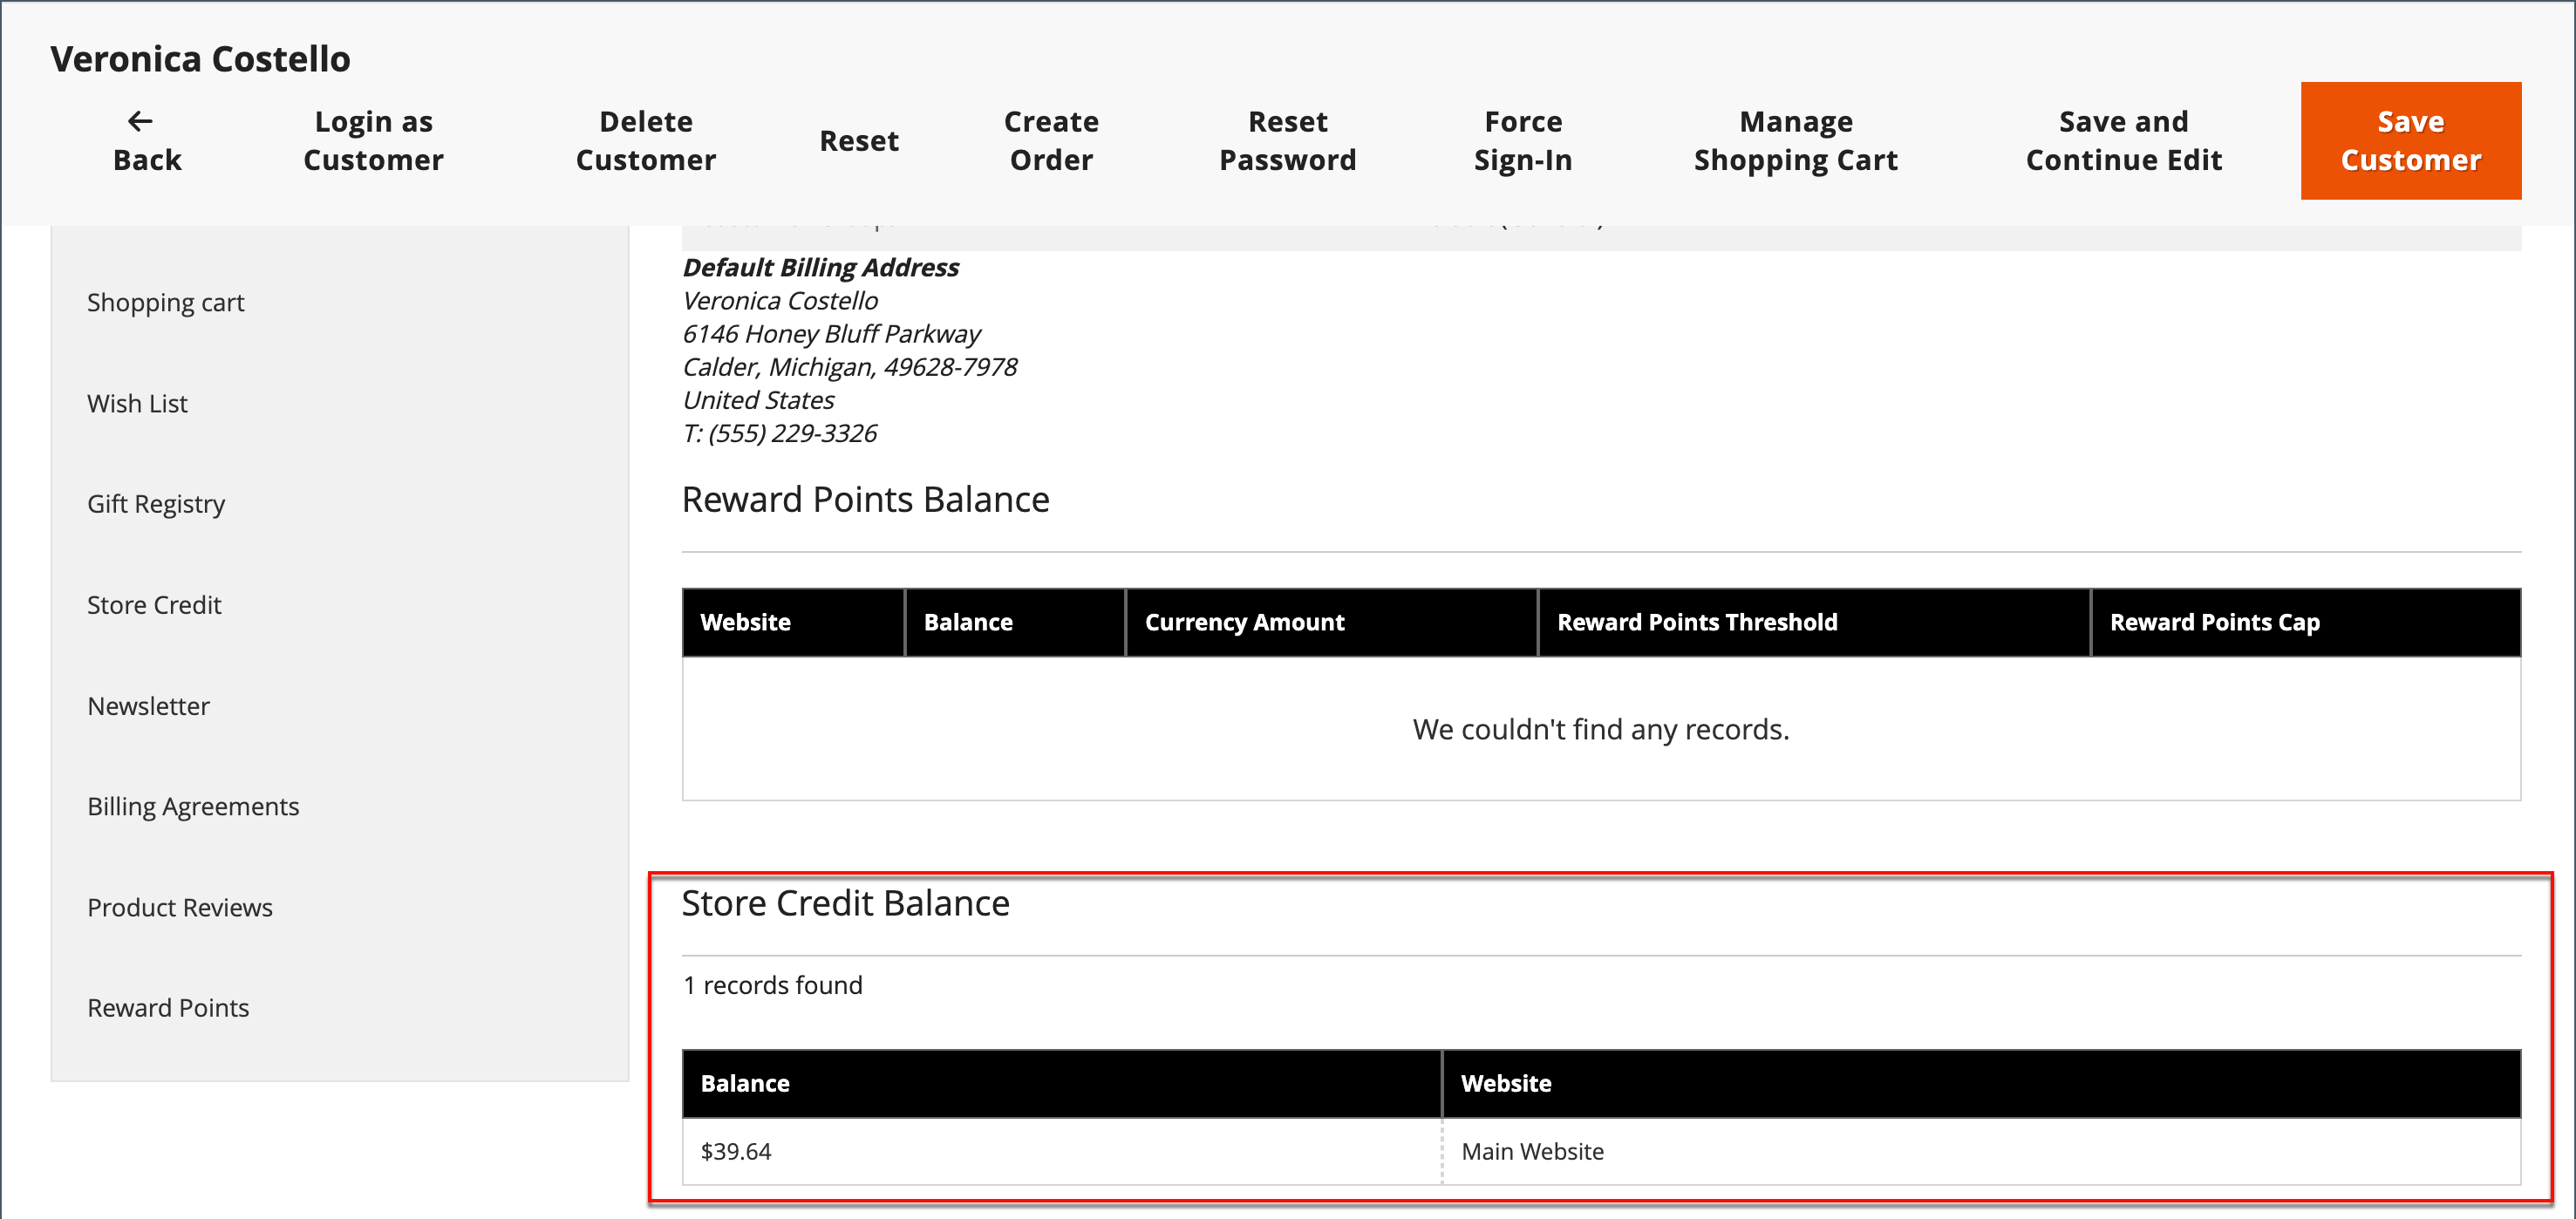 Veronica Costello
← Back
Login as Customer
Delete Customer
Reset
Create Order
Reset Password
Force Sign-In
Manage Shopping Cart
Save and Continue Edit
Save Customer
Shopping cart
Wish List
Gift Registry
Store Credit
Newsletter
Billing Agreements
Product Reviews
Reward Points
Default Billing Address
Veronica Costello
6146 Honey Bluff Parkway
Calder, Michigan, 49628-7978
United States
T: (555) 229-3326
Reward Points Balance
Website Balance Currency Amount Reward Points Threshold Reward Points Cap
We couldn't find any records.
Store Credit Balance
1 records found
Balance Website
$39.64 Main Website